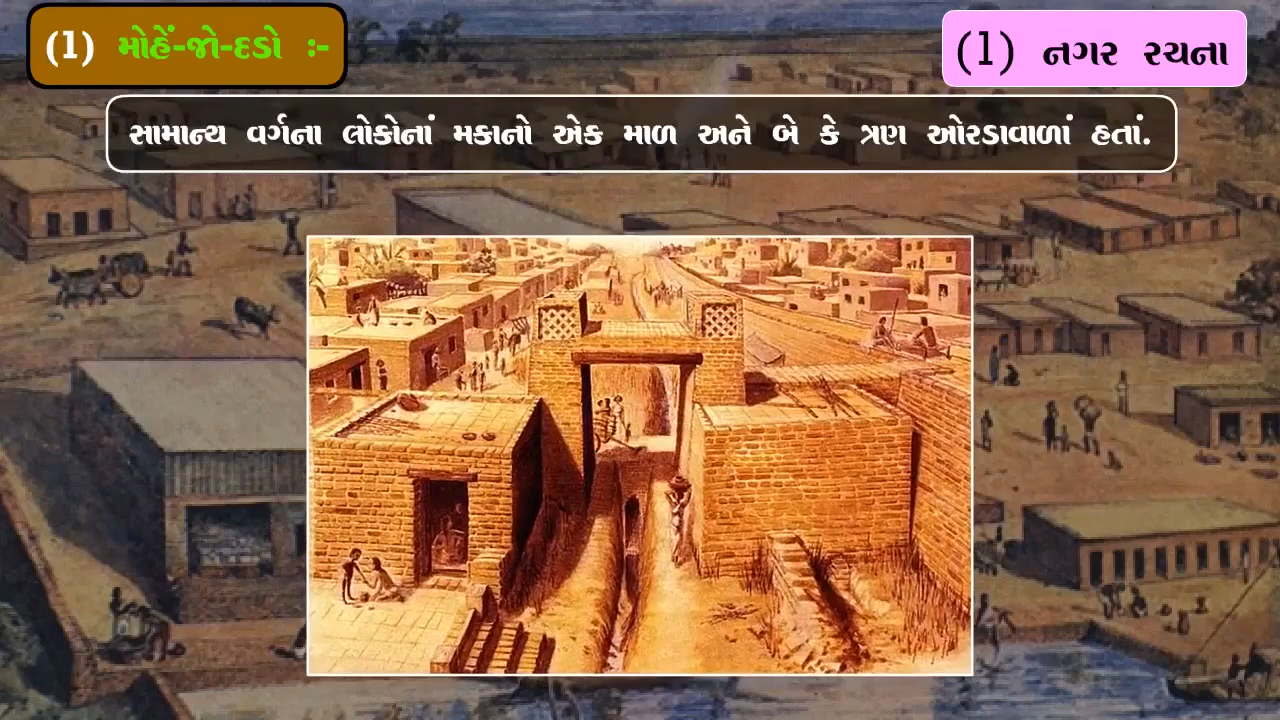 (1) મોહેં-જો-દડો :-
(1) નગર રચના
સામાન્ય વર્ગના લોકોનાં મકાનો એક માળ અને બે કે ત્રણ ઓરડાવાળાં હતાં.